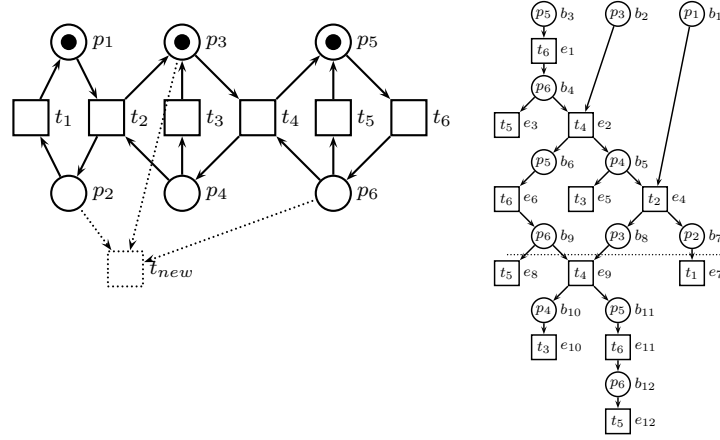 p1 p3 p5
t1 t2 t3 t4 t5 t6
p2 p4 p6
tnew
p5 b3 p3 b2 p1 b1
t6 e1
p6 b4
t5 e3 t4 e2
p5 b6 p4 b5
t6 e6 t3 e5 t2 e4
p6 b9 p3 b8 p2 b7
t5 e8 t4 e9 t1 e7
p4 b10 p5 b11
t3 e10 t6 e11
p6 b12
t5 e12